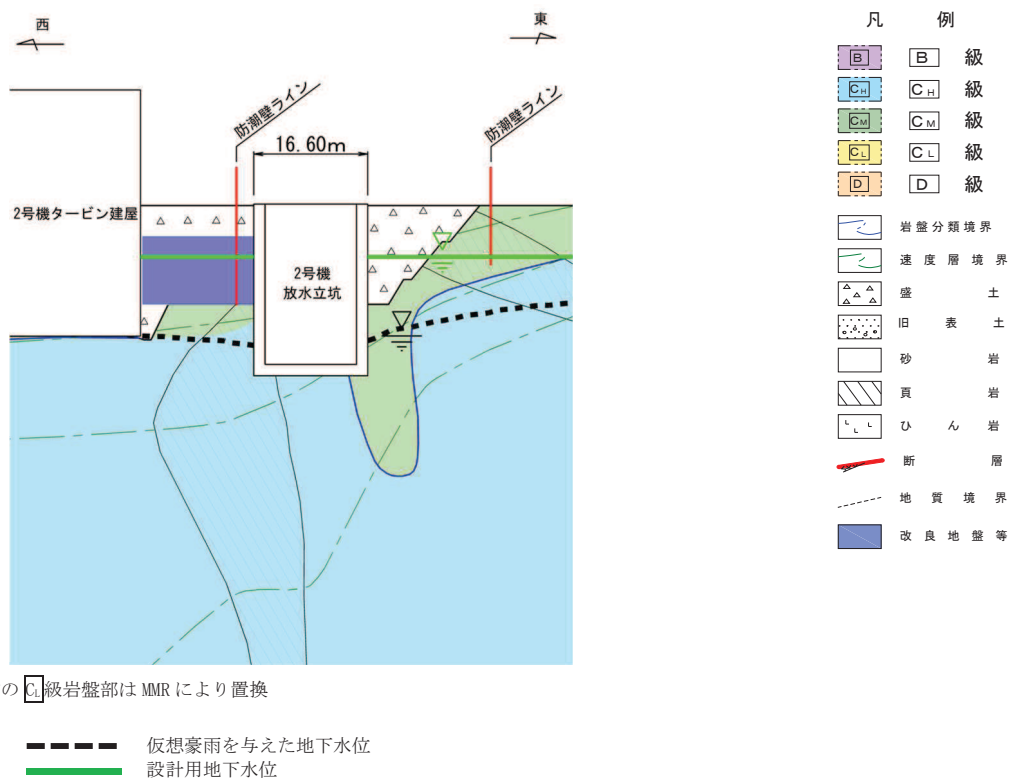 西
東
防潮壁ライン
防潮壁ライン
16.60m
2号機タービン建屋
2号機
放水立坑
凡 例
B B 級
CH CH 級
CM CM 級
CL CL 級
D D 級
岩盤分類境界
速度層境界
盛土
旧表土
砂岩
頁岩
ひん岩
断層
地質境界
改良地盤等
の CL 級岩盤部は MMR により置換
仮想豪雨を与えた地下水位
設計用地下水位